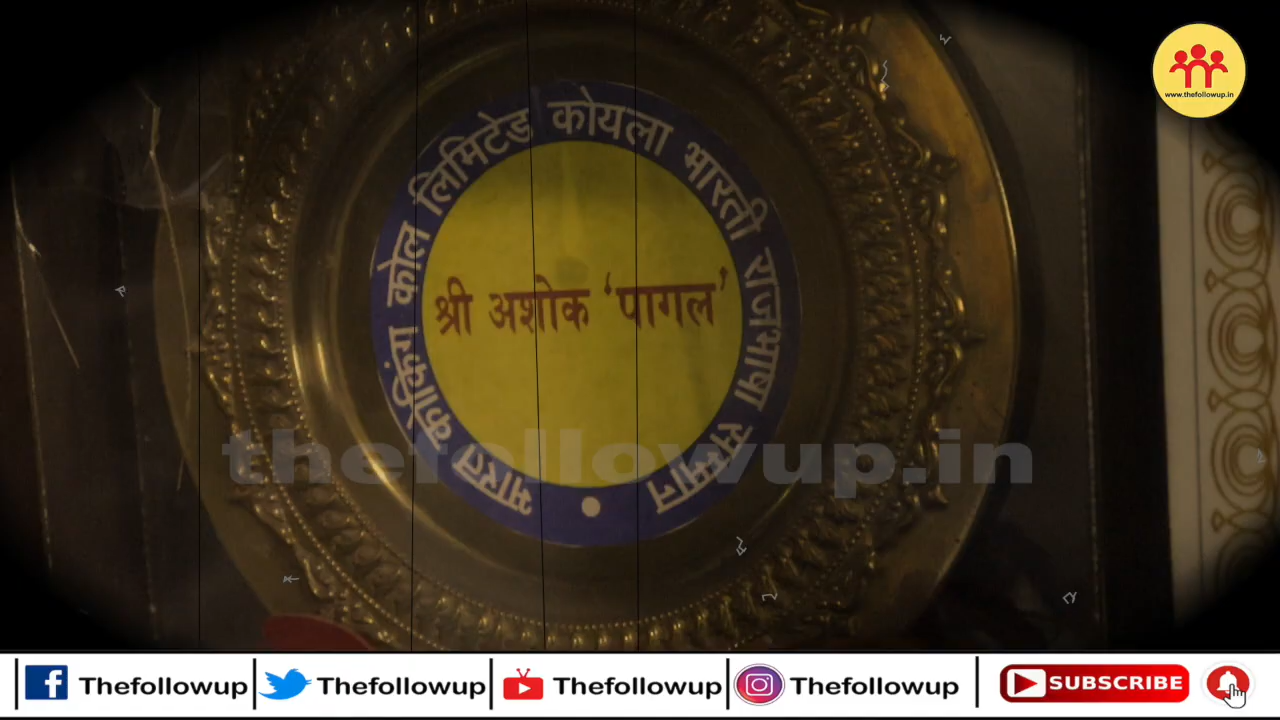 www.thefollowup.in
भारत कोकिंग कोल लिमिटेड कोयला भारती राजभाषा सम्मान
श्री अशोक ‘पागल’
thefollowup.in
Thefollowup Thefollowup Thefollowup Thefollowup SUBSCRIBE